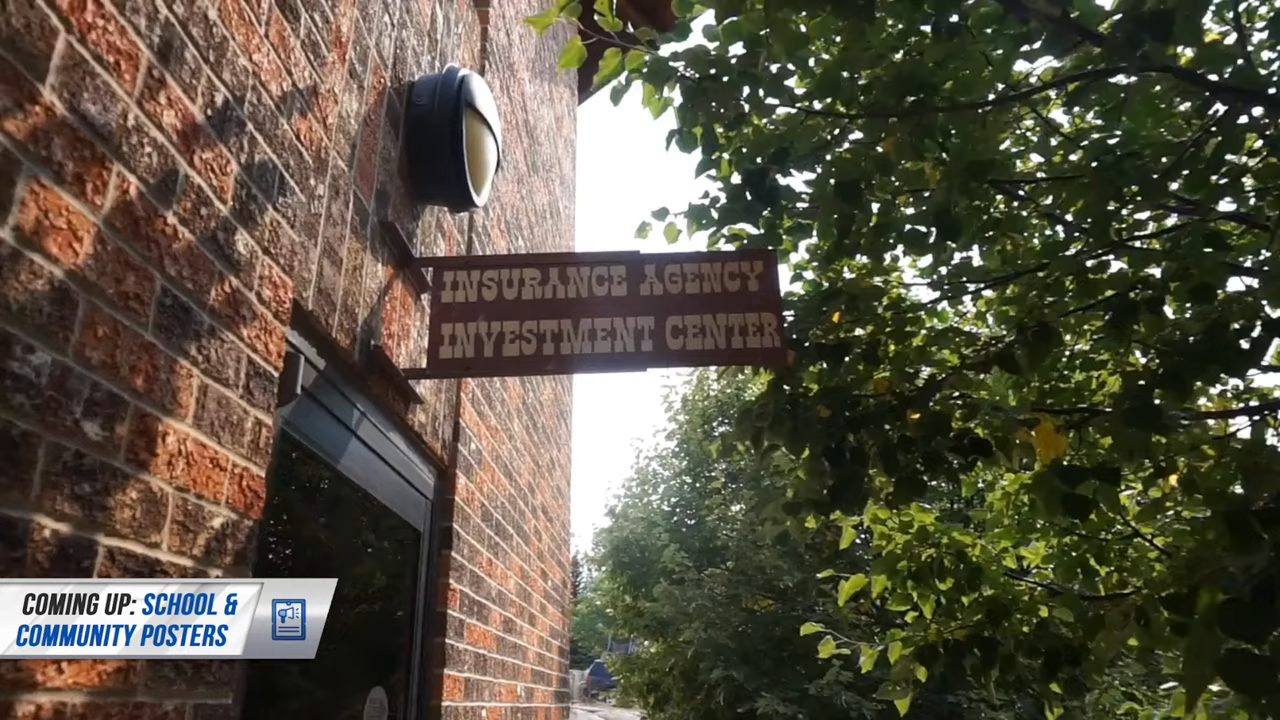 INSURANCE AGENCY
INVESTMENT CENTER
COMING UP: SCHOOL &
COMMUNITY POSTERS